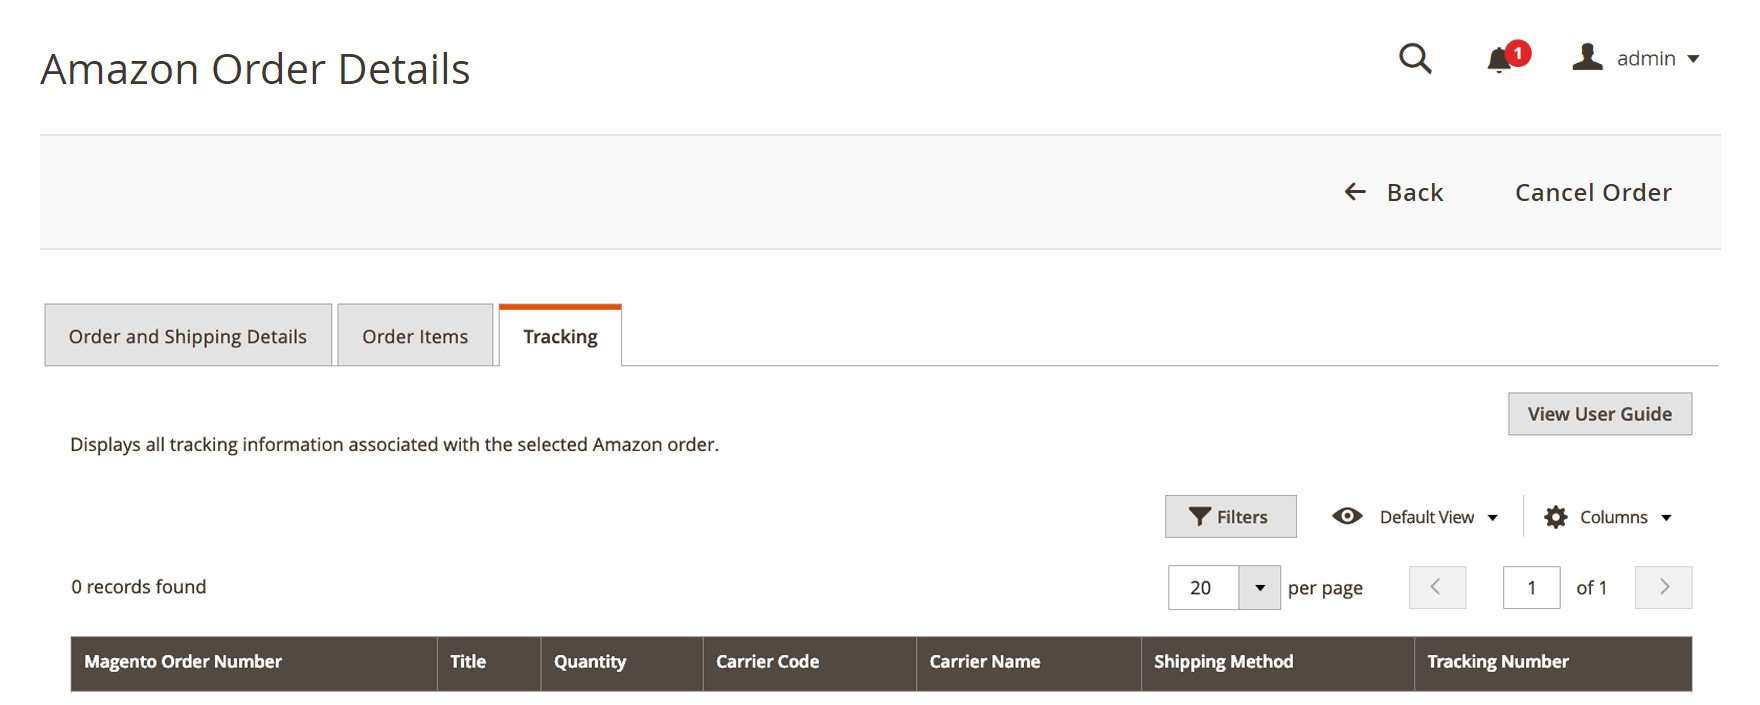 Amazon Order Details
1
admin
Back
Cancel Order
Order and Shipping Details
Order Items
Tracking
View User Guide
Displays all tracking information associated with the selected Amazon order.
Filters
Default View
Columns
0 records found
20
per page
1
of 1
Magento Order Number
Title
Quantity
Carrier Code
Carrier Name
Shipping Method
Tracking Number